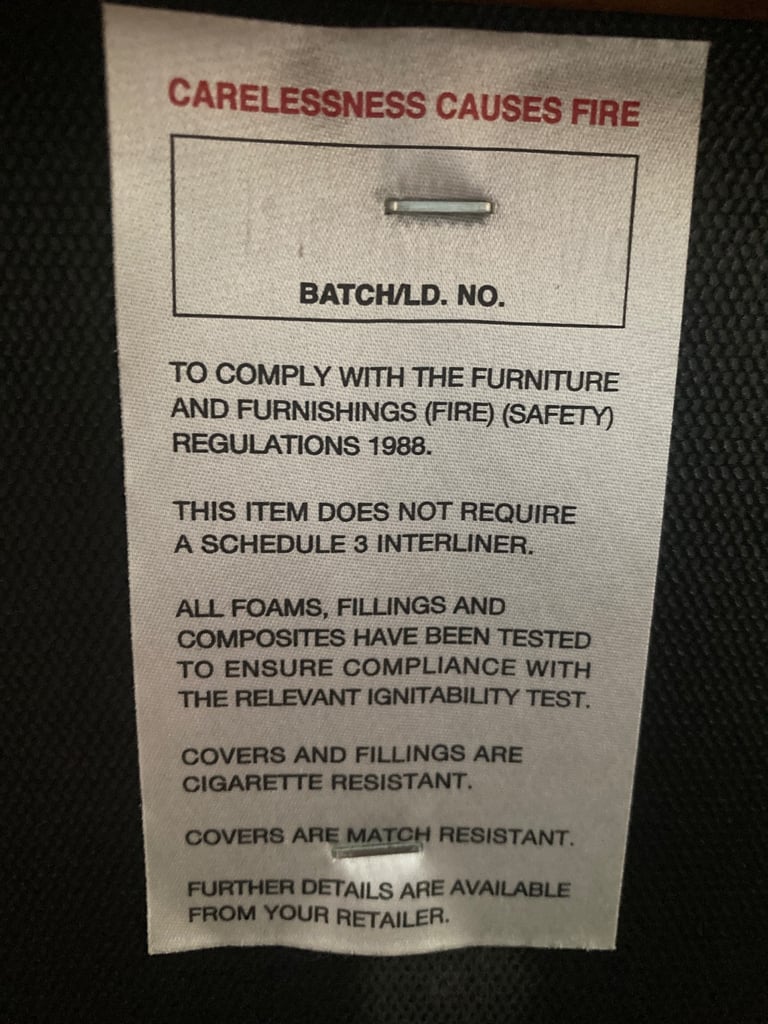 CARELESSNESS CAUSES FIRE
BATCH/LD. NO.
TO COMPLY WITH THE FURNITURE
AND FURNISHINGS (FIRE) (SAFETY)
REGULATIONS 1988.
THIS ITEM DOES NOT REQUIRE
A SCHEDULE 3 INTERLINER.
ALL FOAMS, FILLINGS AND
COMPOSITES HAVE BEEN TESTED
TO ENSURE COMPLIANCE WITH
THE RELEVANT IGNITABILITY TEST.
COVERS AND FILLINGS ARE
CIGARETTE RESISTANT.
COVERS ARE MATCH RESISTANT.
FURTHER DETAILS ARE AVAILABLE
FROM YOUR RETAILER.